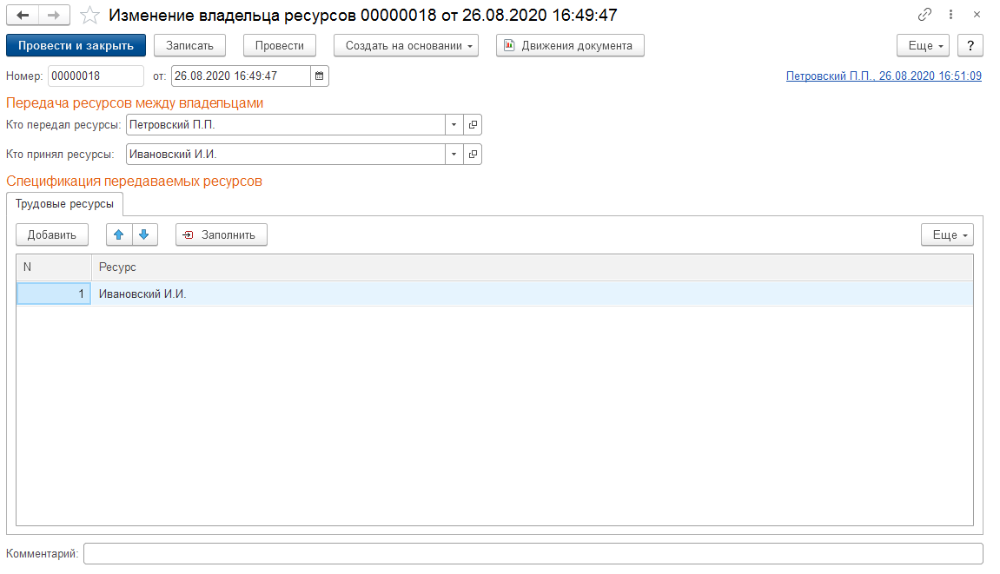 Изменение владельца ресурсов 00000018 от 26.08.2020 16:49:47
Провести и закрыть Записать Провести Создать на основании Движения документа Еще ?
Номер: 00000018 от: 26.08.2020 16:49:47 Петровский П.П., 26.08.2020 16:51:09
Передача ресурсов между владельцами
Кто передал ресурсы: Петровский П.П.
Кто принял ресурсы: Ивановский И.И.
Спецификация передаваемых ресурсов
Трудовые ресурсы
Добавить Заполнить Еще
N Ресурс
1 Ивановский И.И.
Комментарий: